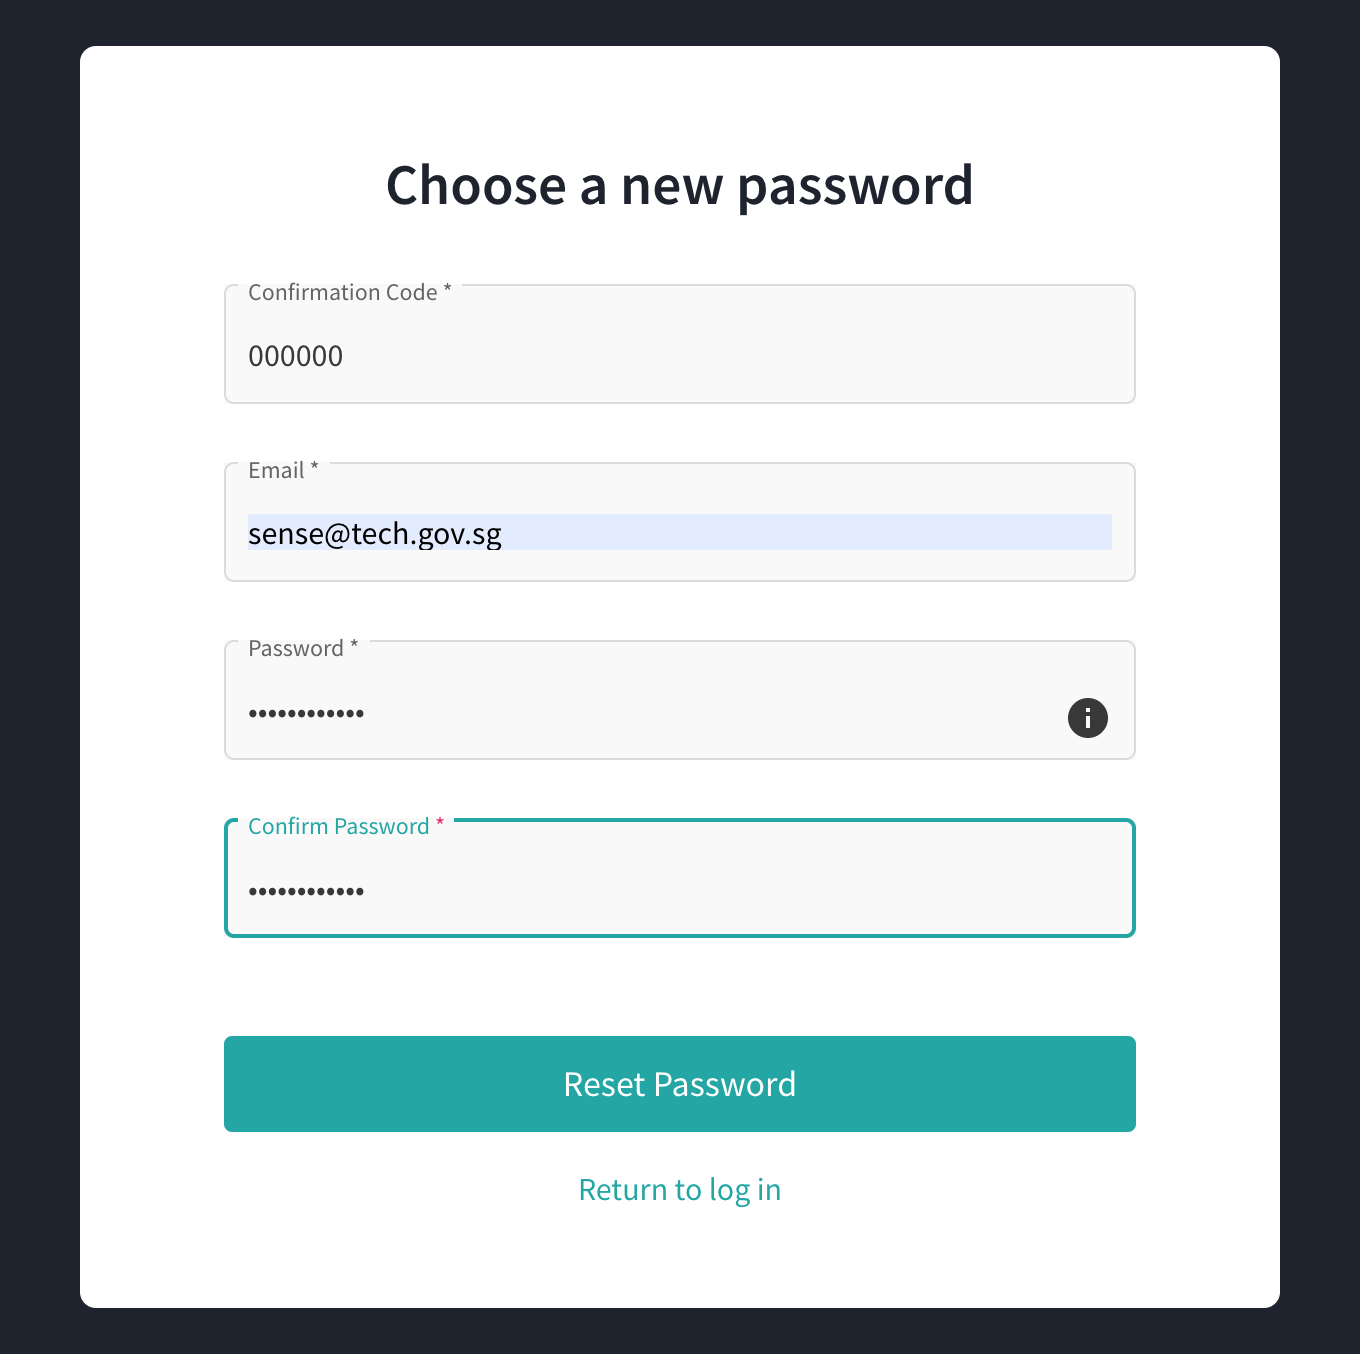 Choose a new password
Confirmation Code *
000000
Email *
sense@tech.gov.sg
Password *
••••••••••••
Confirm Password *
••••••••••••
Reset Password
Return to log in